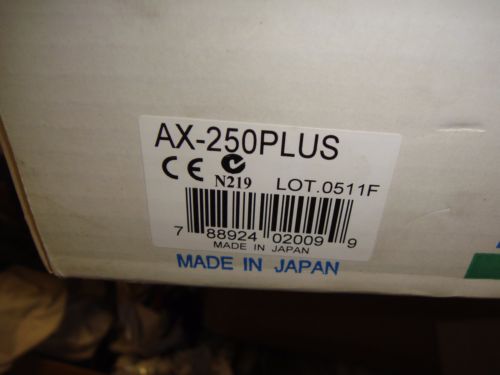 AX-250PLUS
CE N219 LOT.0511F
7 88924 02009 9
MADE IN JAPAN
MADE IN JAPAN